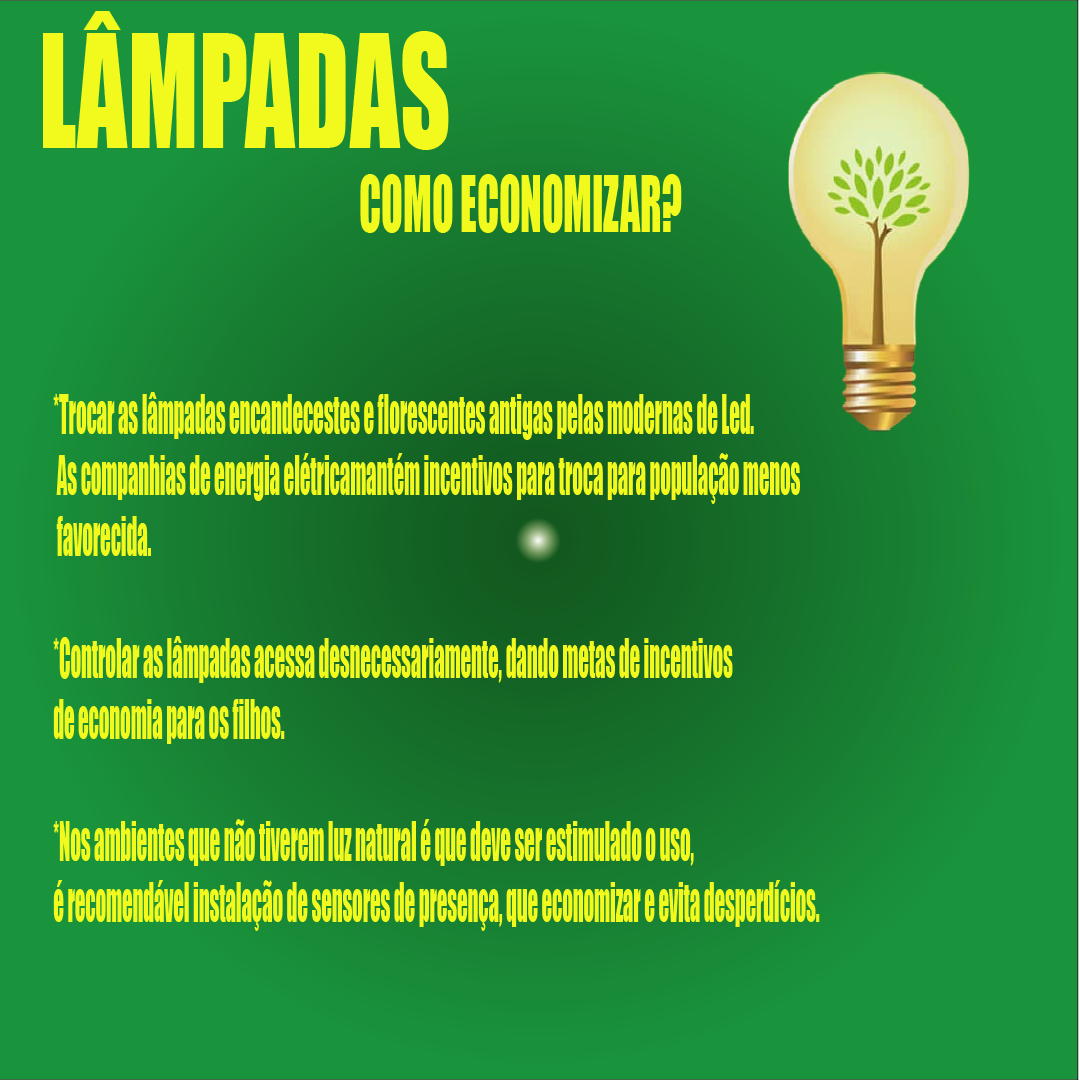 LÂMPADAS
COMO ECONOMIZAR?
*Trocar as lâmpadas encandecestes e florescentes antigas pelas modernas de Led.
As companhias de energia elétricamantém incentivos para troca para população menos
favorecida.
*Controlar as lâmpadas acessa desnecessariamente, dando metas de incentivos
de economia para os filhos.
*Nos ambientes que não tiverem luz natural é que deve ser estimulado o uso,
é recomendável instalação de sensores de presença, que economizar e evita desperdícios.